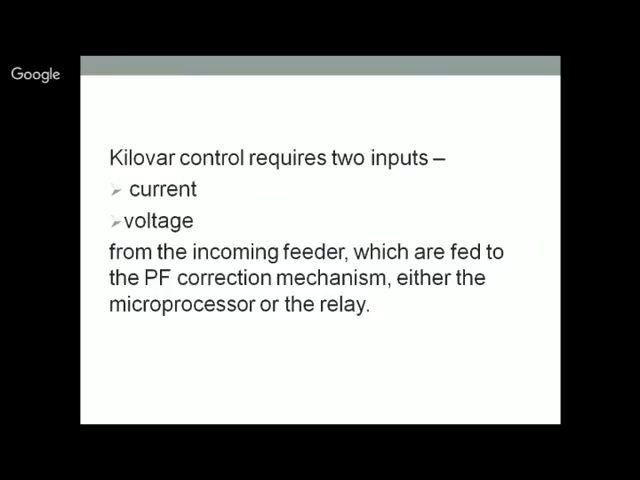 Google
Kilovar control requires two inputs –
➢ current
➢voltage
from the incoming feeder, which are fed to
the PF correction mechanism, either the
microprocessor or the relay.